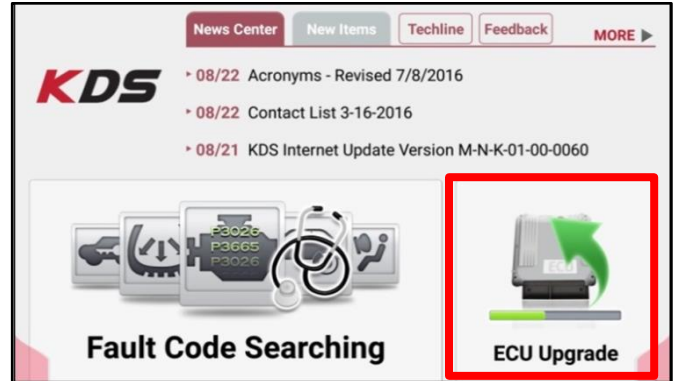 News Center New Items Techline Feedback MORE
KDS
08/22 Acronyms - Revised 7/8/2016
08/22 Contact List 3-16-2016
08/21 KDS Internet Update Version M-N-K-01-00-0060
P3026
P3665
P3026
ECU
Fault Code Searching
ECU Upgrade